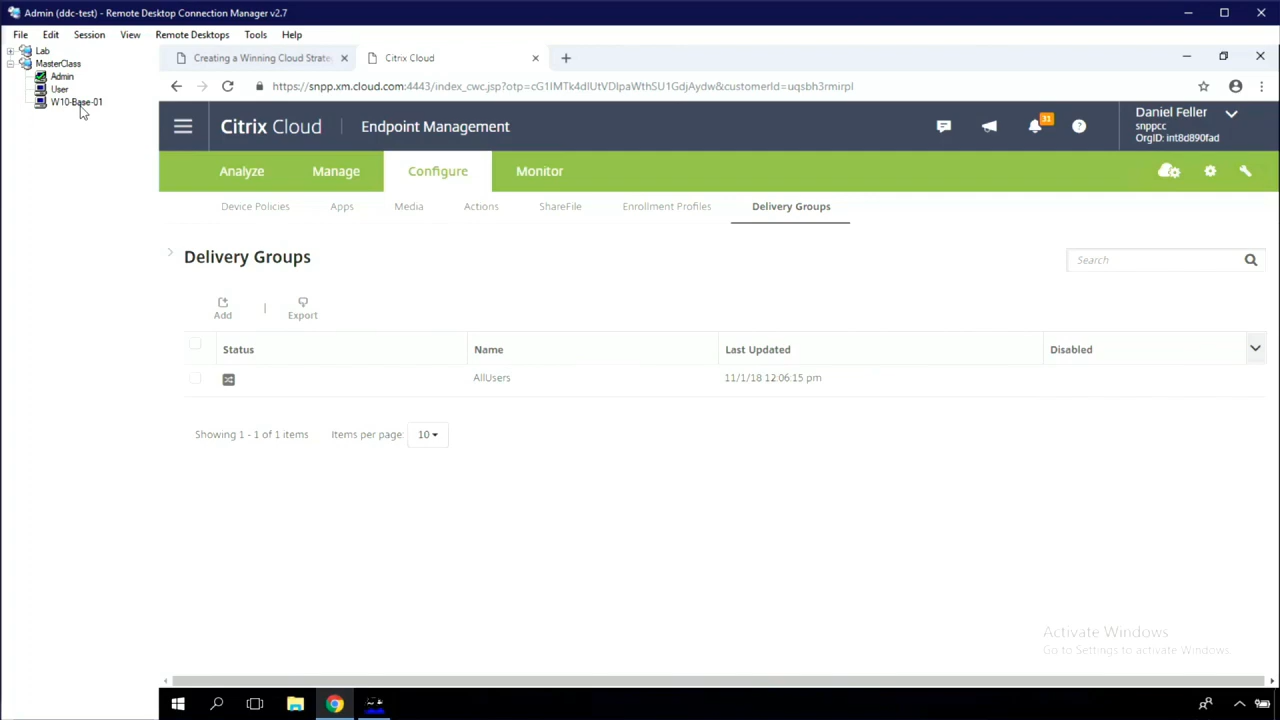 Admin (ddc-test) - Remote Desktop Connection Manager v2.7
File Edit Session View Remote Desktops Tools Help
Lab
MasterClass
Admin
User
W10-Base-01
Creating a Winning Cloud Strate
Citrix Cloud
https://snpp.xm.cloud.com:4443/index_cwc.jsp?otp=cG1IMTk4dlUtVDlpaWthSU1GdjAydw&customerId=uqsbh3rmirpl
Citrix Cloud
Endpoint Management
31
Daniel Feller
snppcc
OrgID: int8d890fad
Analyze Manage Configure Monitor
Device Policies Apps Media Actions ShareFile Enrollment Profiles Delivery Groups
Delivery Groups
Search
Add
Export
Status Name Last Updated Disabled
AllUsers 11/1/18 12:06:15 pm
Showing 1 - 1 of 1 items Items per page: 10
Activate Windows
Go to Settings to activate Windows.